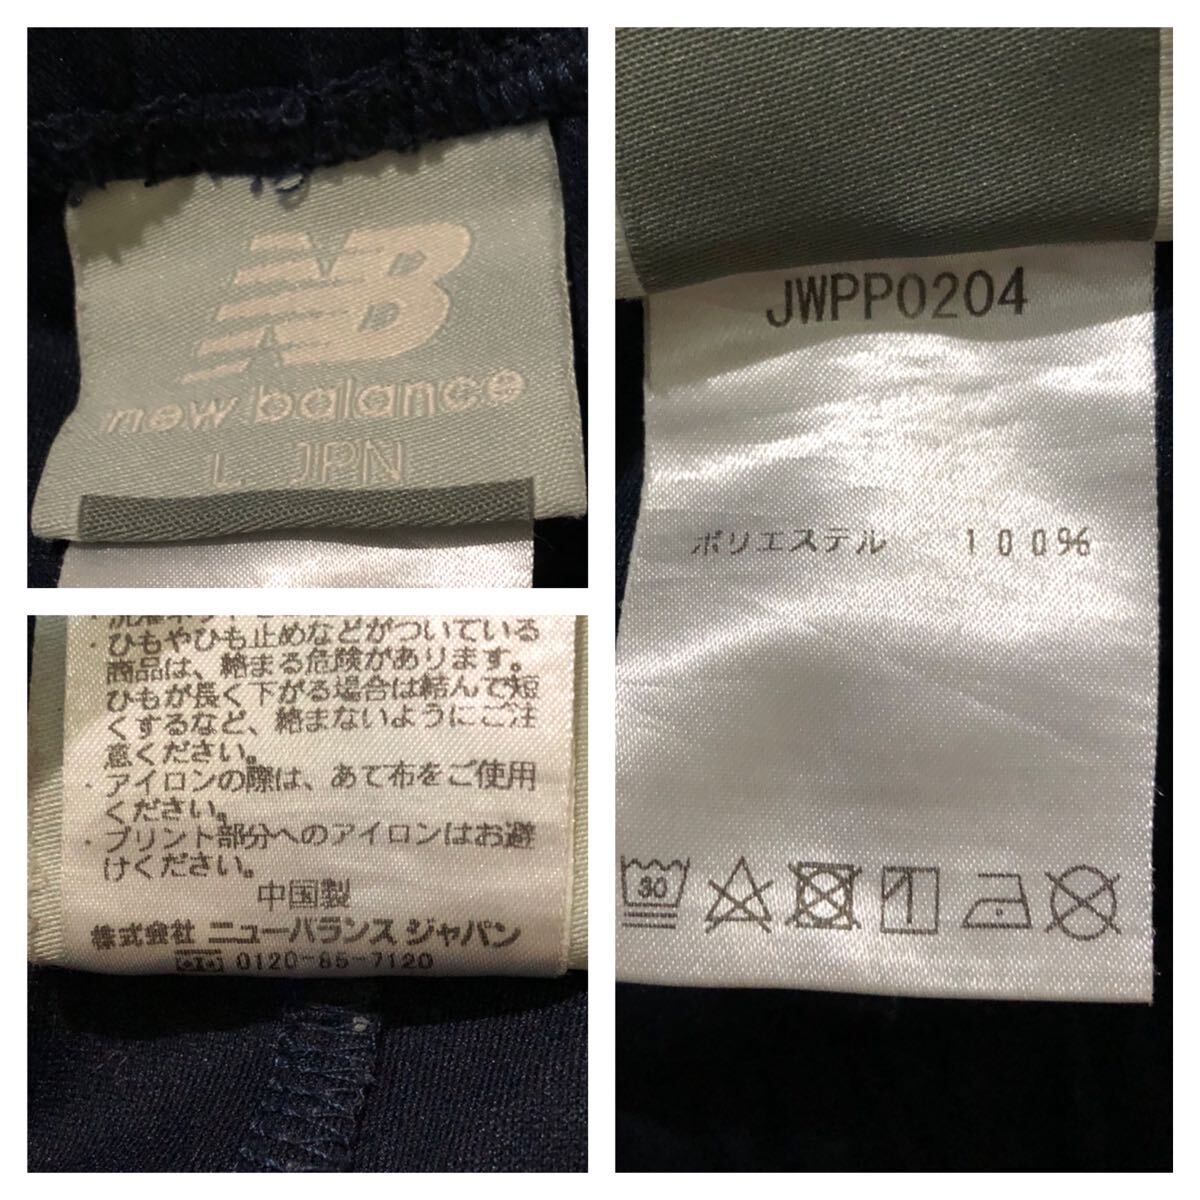 NB
new balance
L JPN
JWPP0204
ポリエステル 100%
30
・ひもやひも止めなどがついている
商品は、絡まる危険があります。
ひもが長く下がる場合は結んで短
くするなど、絡まないようにご注
意ください。
・アイロンの際は、あて布をご使用
ください。
・プリント部分へのアイロンはお避
けください。
中国製
株式会社 ニューバランス ジャパン
0120-85-7120